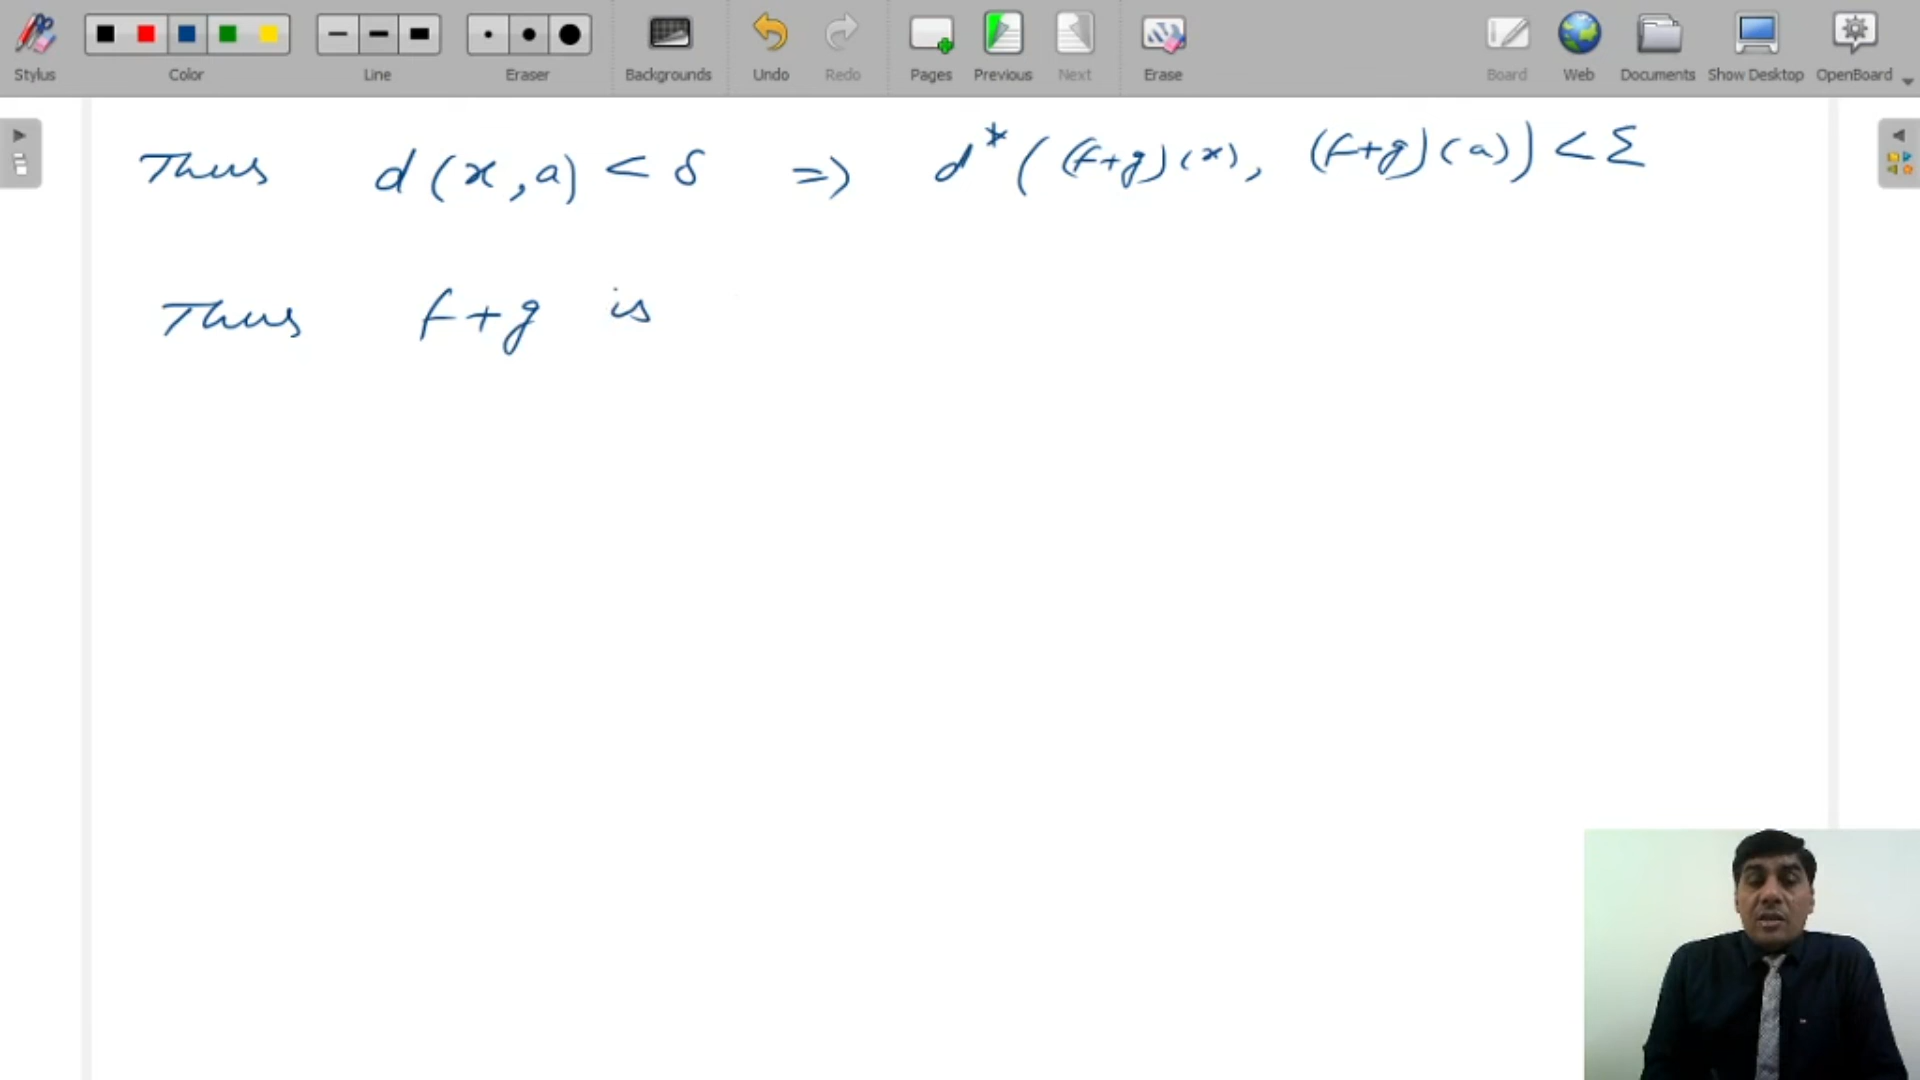 Stylus
Color
Line
Eraser
Backgrounds
Undo
Redo
Pages
Previous
Next
Erase
Board
Web
Documents
Show Desktop
OpenBoard
Thus d(x,a) < δ => d*((f+g)(x), (f+g)(a)) < Σ
Thus f+g is